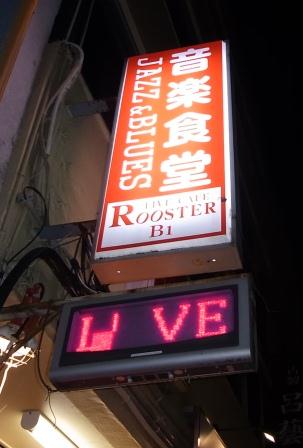 音楽食堂
JAZZ&BLUES
LIVE CAFE
ROOSTER
B1
VE